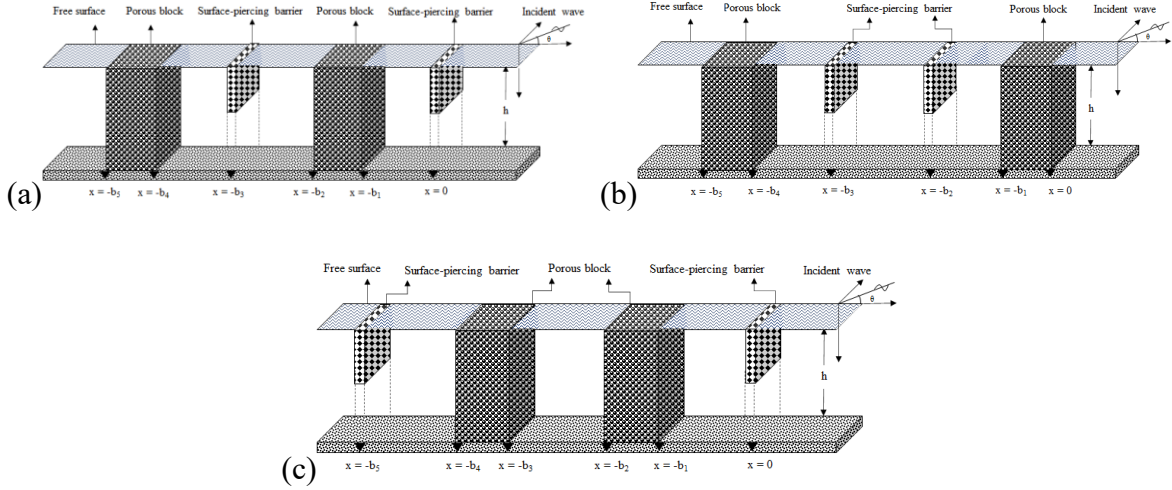 Free surface Porous block Surface-piercing barrier Porous block Surface-piercing barrier Incident wave
θ
h
x = -b5 x = -b4 x = -b3 x = -b2 x = -b1 x = 0
(a)
Free surface Porous block Surface-piercing barrier Porous block Incident wave
θ
h
x = -b5 x = -b4 x = -b3 x = -b2 x = -b1 x = 0
(b)
Free surface Surface-piercing barrier Porous block Surface-piercing barrier Incident wave
θ
h
x = -b5 x = -b4 x = -b3 x = -b2 x = -b1 x = 0
(c)